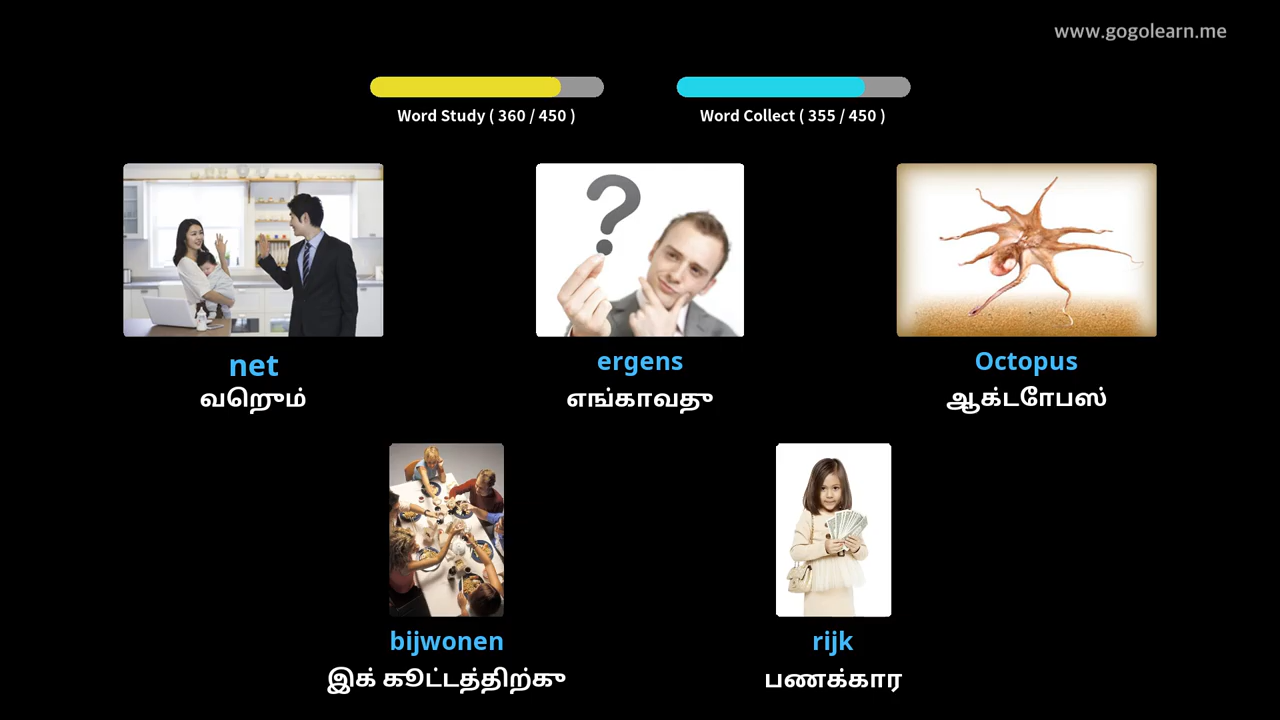 www.gogolearn.me
Word Study ( 360 / 450 )
Word Collect ( 355 / 450 )
net
வறெும்
ergens
எங்காவது
Octopus
ஆக்டோபஸ்
bijwonen
இக் கூட்டத்திற்கு
rijk
பணக்கார